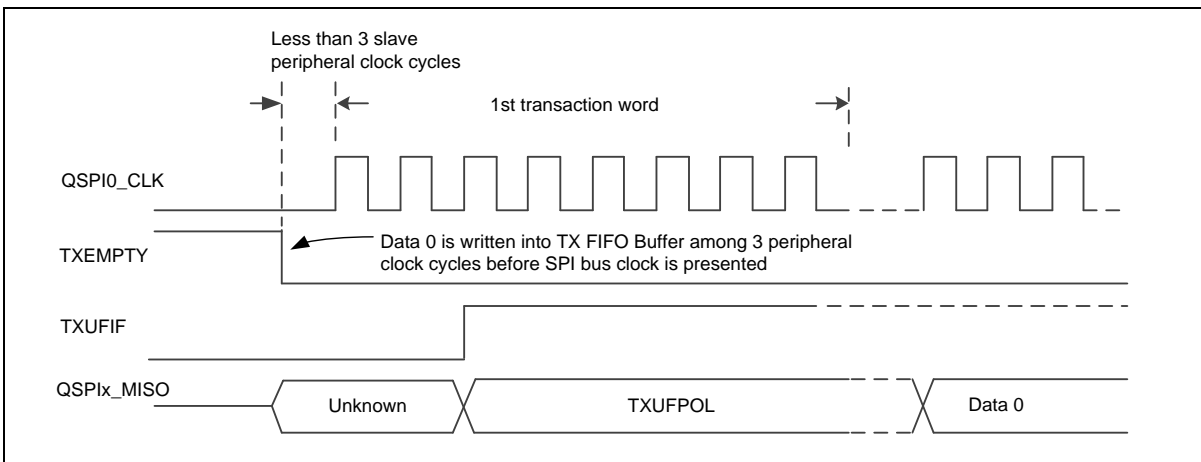 Less than 3 slave
peripheral clock cycles
1st transaction word
QSPI0_CLK
TXEMPTY
Data 0 is written into TX FIFO Buffer among 3 peripheral
clock cycles before SPI bus clock is presented
TXUFIF
QSPIx_MISO
Unknown
TXUFPOL
Data 0